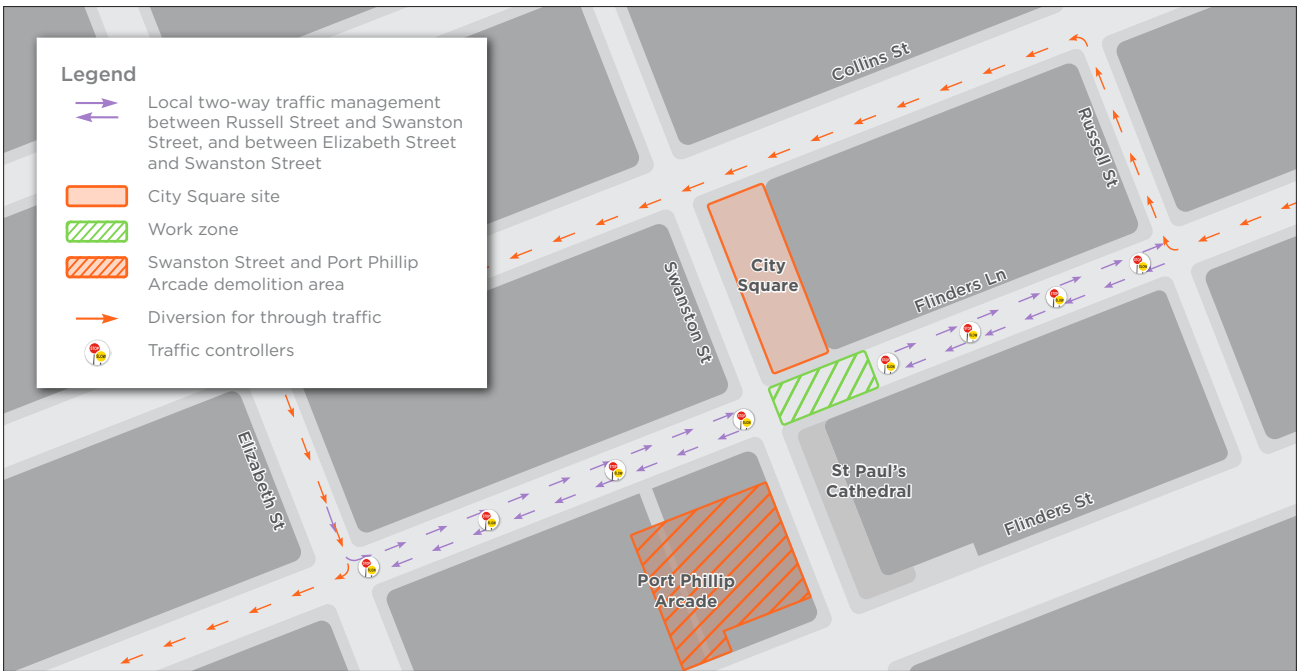 Legend
Local two-way traffic management
between Russell Street and Swanston
Street, and between Elizabeth Street
and Swanston Street
City Square site
Work zone
Swanston Street and Port Phillip
Arcade demolition area
Diversion for through traffic
STOP
SLOW
Traffic controllers
Collins St
Russell St
City
Square
Swanston St
Flinders Ln
Elizabeth St
St Paul's
Cathedral
Flinders St
Port Phillip
Arcade